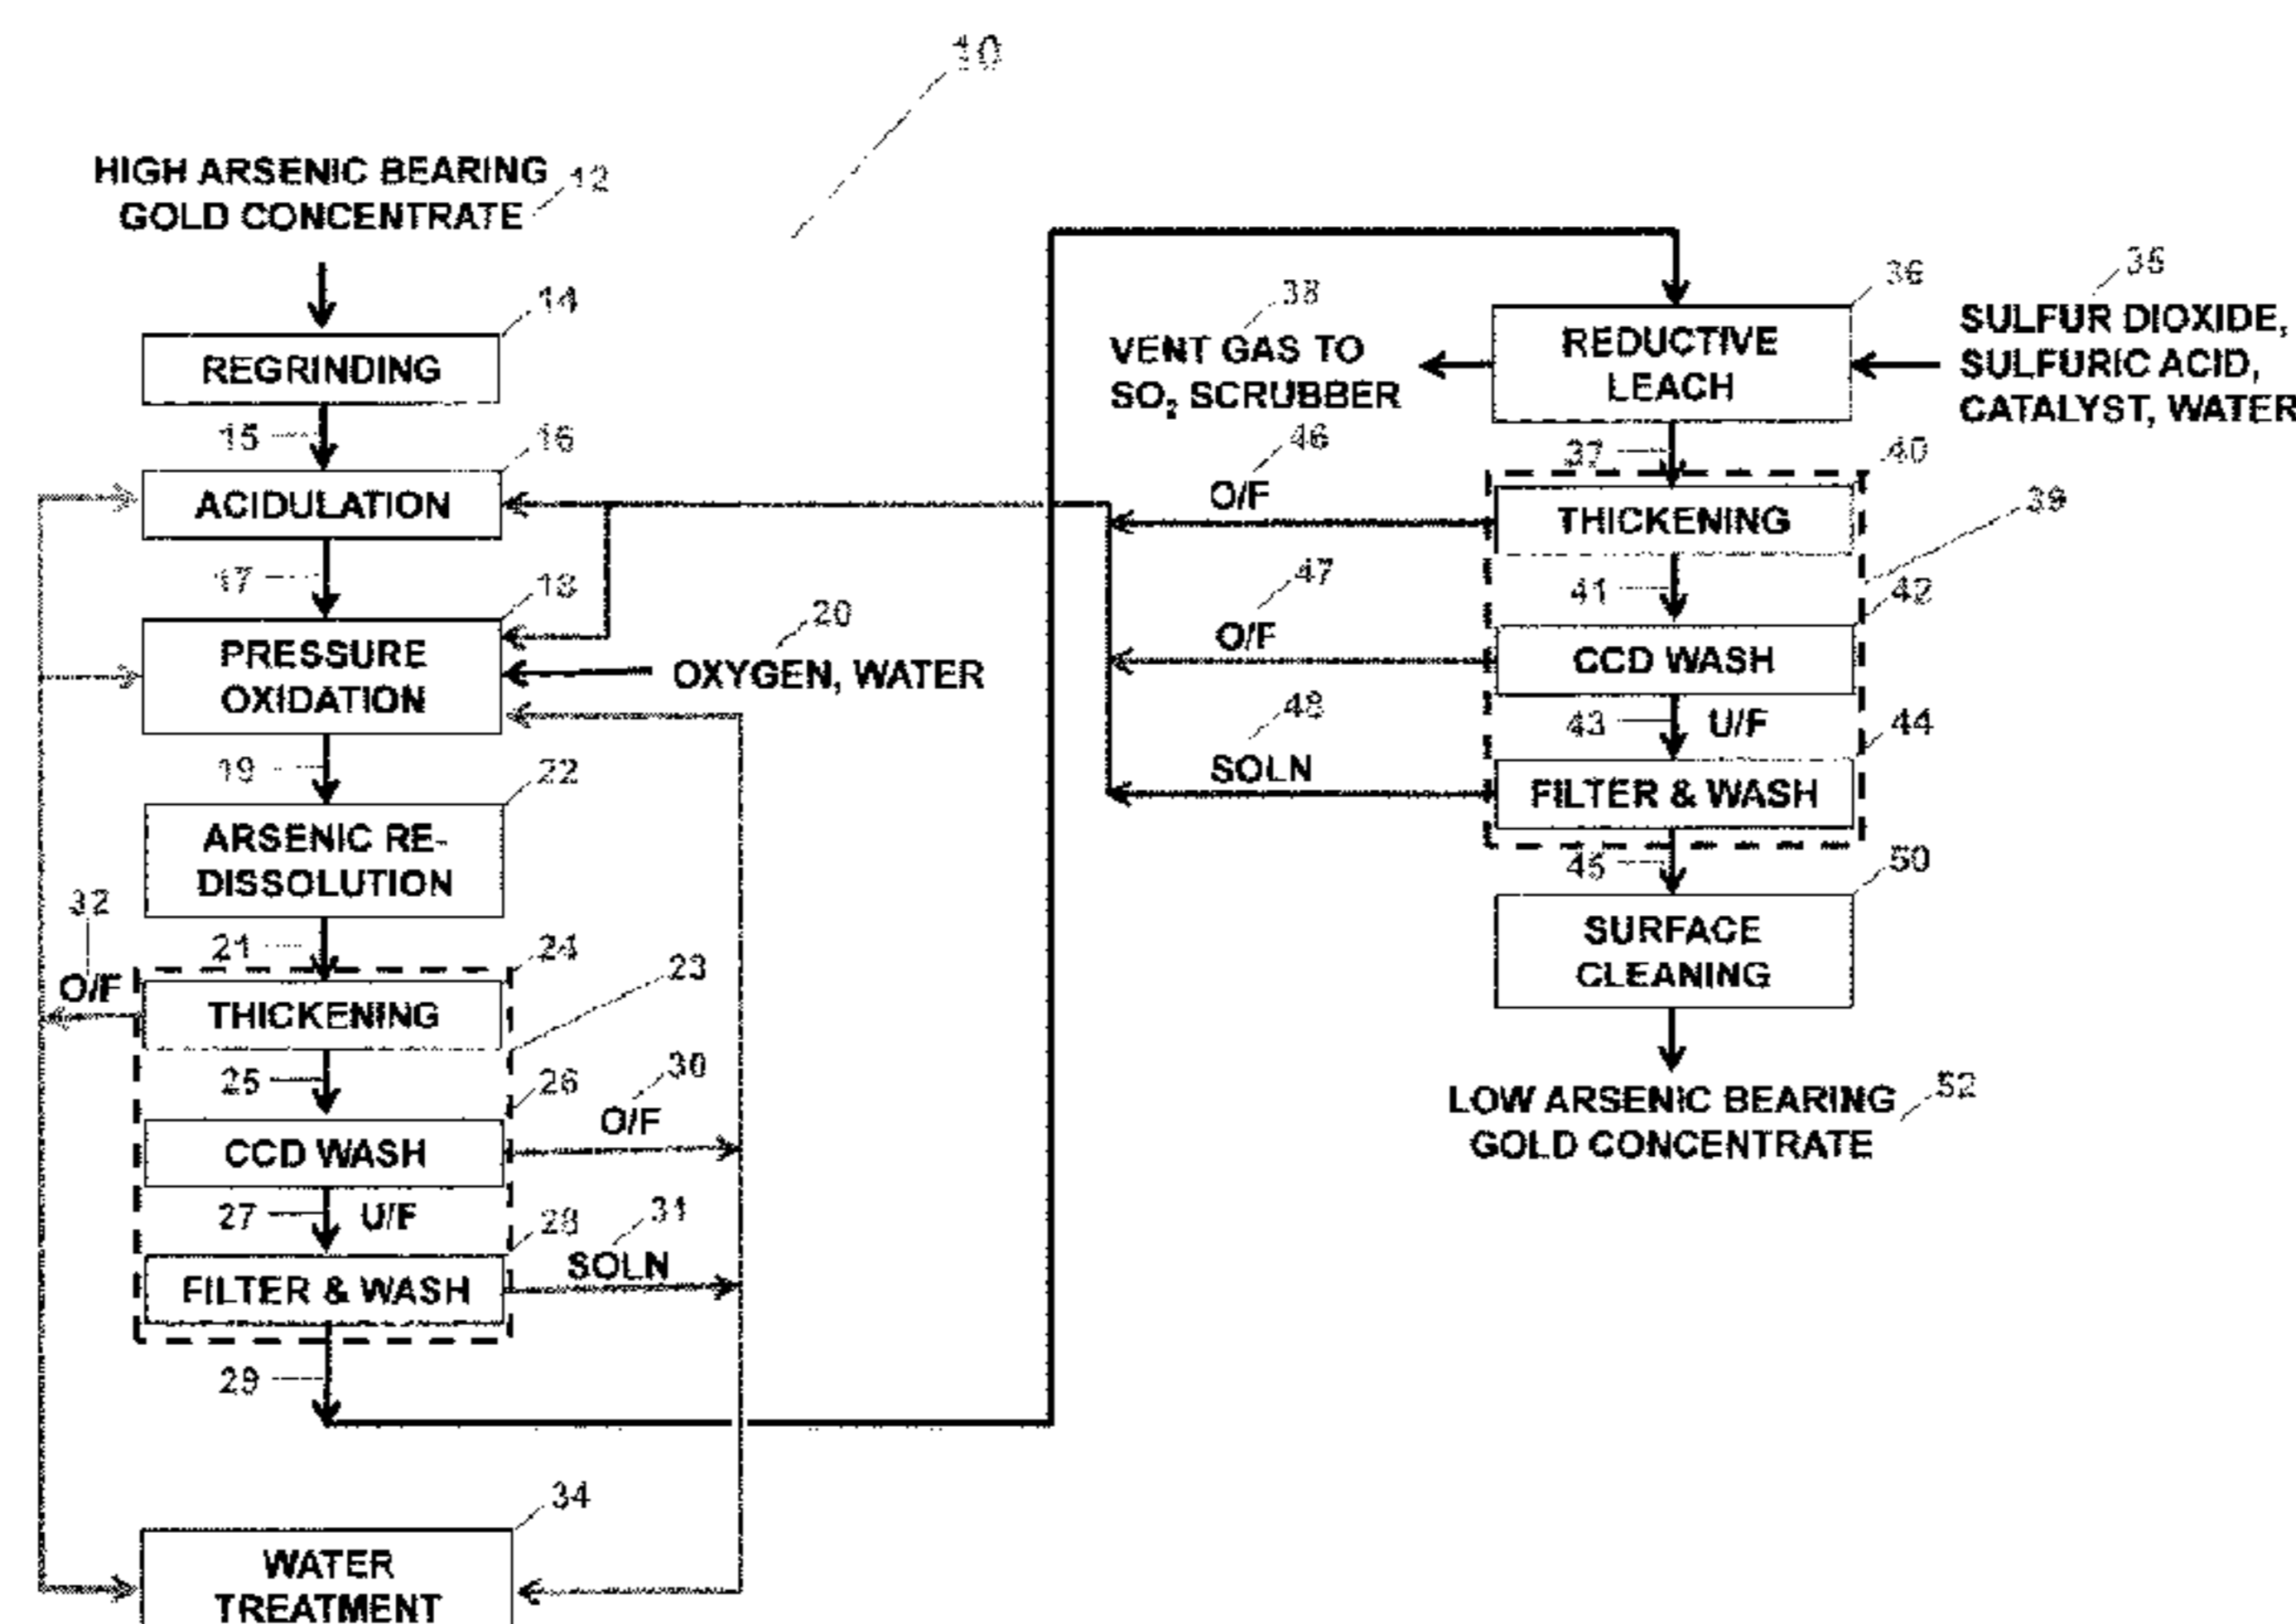 10
HIGH ARSENIC BEARING
GOLD CONCENTRATE
12
14
REGRINDING
15
16
ACIDULATION
17
18
PRESSURE
OXIDATION
20
OXYGEN, WATER
19
22
ARSENIC RE-
DISSOLUTION
32
O/F
21
24
23
THICKENING
25
26
30
O/F
CCD WASH
27
U/F
28
31
SOLN
FILTER & WASH
29
34
WATER
TREATMENT
38
VENT GAS TO
SO₂ SCRUBBER
36
REDUCTIVE
LEACH
35
SULFUR DIOXIDE,
SULFURIC ACID,
CATALYST, WATER
46
O/F
37
40
39
THICKENING
41
42
47
O/F
CCD WASH
43
U/F
44
48
SOLN
FILTER & WASH
45
50
SURFACE
CLEANING
LOW ARSENIC BEARING
GOLD CONCENTRATE
52